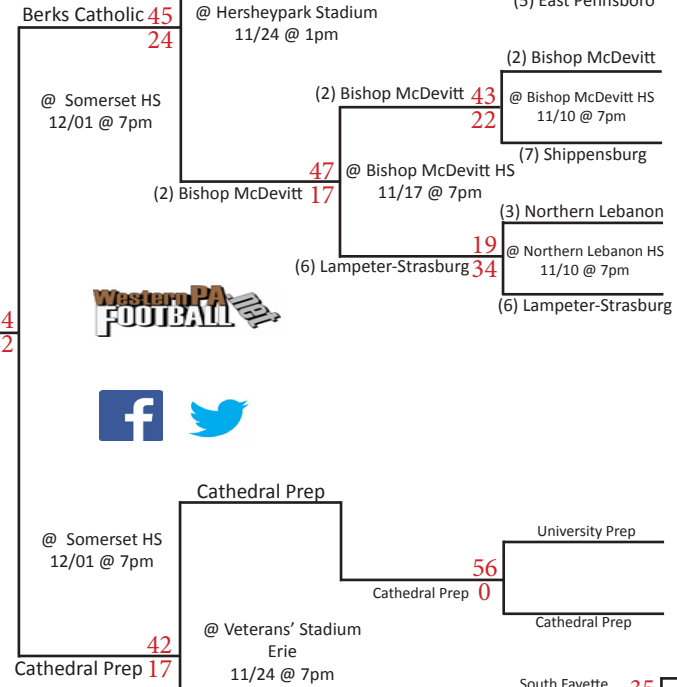 (5) East Pennsboro
Berks Catholic 45
24
@ Hersheypark Stadium
11/24 @ 1pm
(2) Bishop McDevitt
@ Somerset HS
12/01 @ 7pm
(2) Bishop McDevitt 43
22
@ Bishop McDevitt HS
11/10 @ 7pm
(7) Shippensburg
47
(2) Bishop McDevitt 17
@ Bishop McDevitt HS
11/17 @ 7pm
(3) Northern Lebanon
19
(6) Lampeter-Strasburg 34
@ Northern Lebanon HS
11/10 @ 7pm
(6) Lampeter-Strasburg
WesternPA
FOOTBALL.net
4
2
f
Cathedral Prep
@ Somerset HS
12/01 @ 7pm
University Prep
56
Cathedral Prep 0
Cathedral Prep
42
Cathedral Prep 17
@ Veterans' Stadium
Erie
11/24 @ 7pm
South Fayette 35